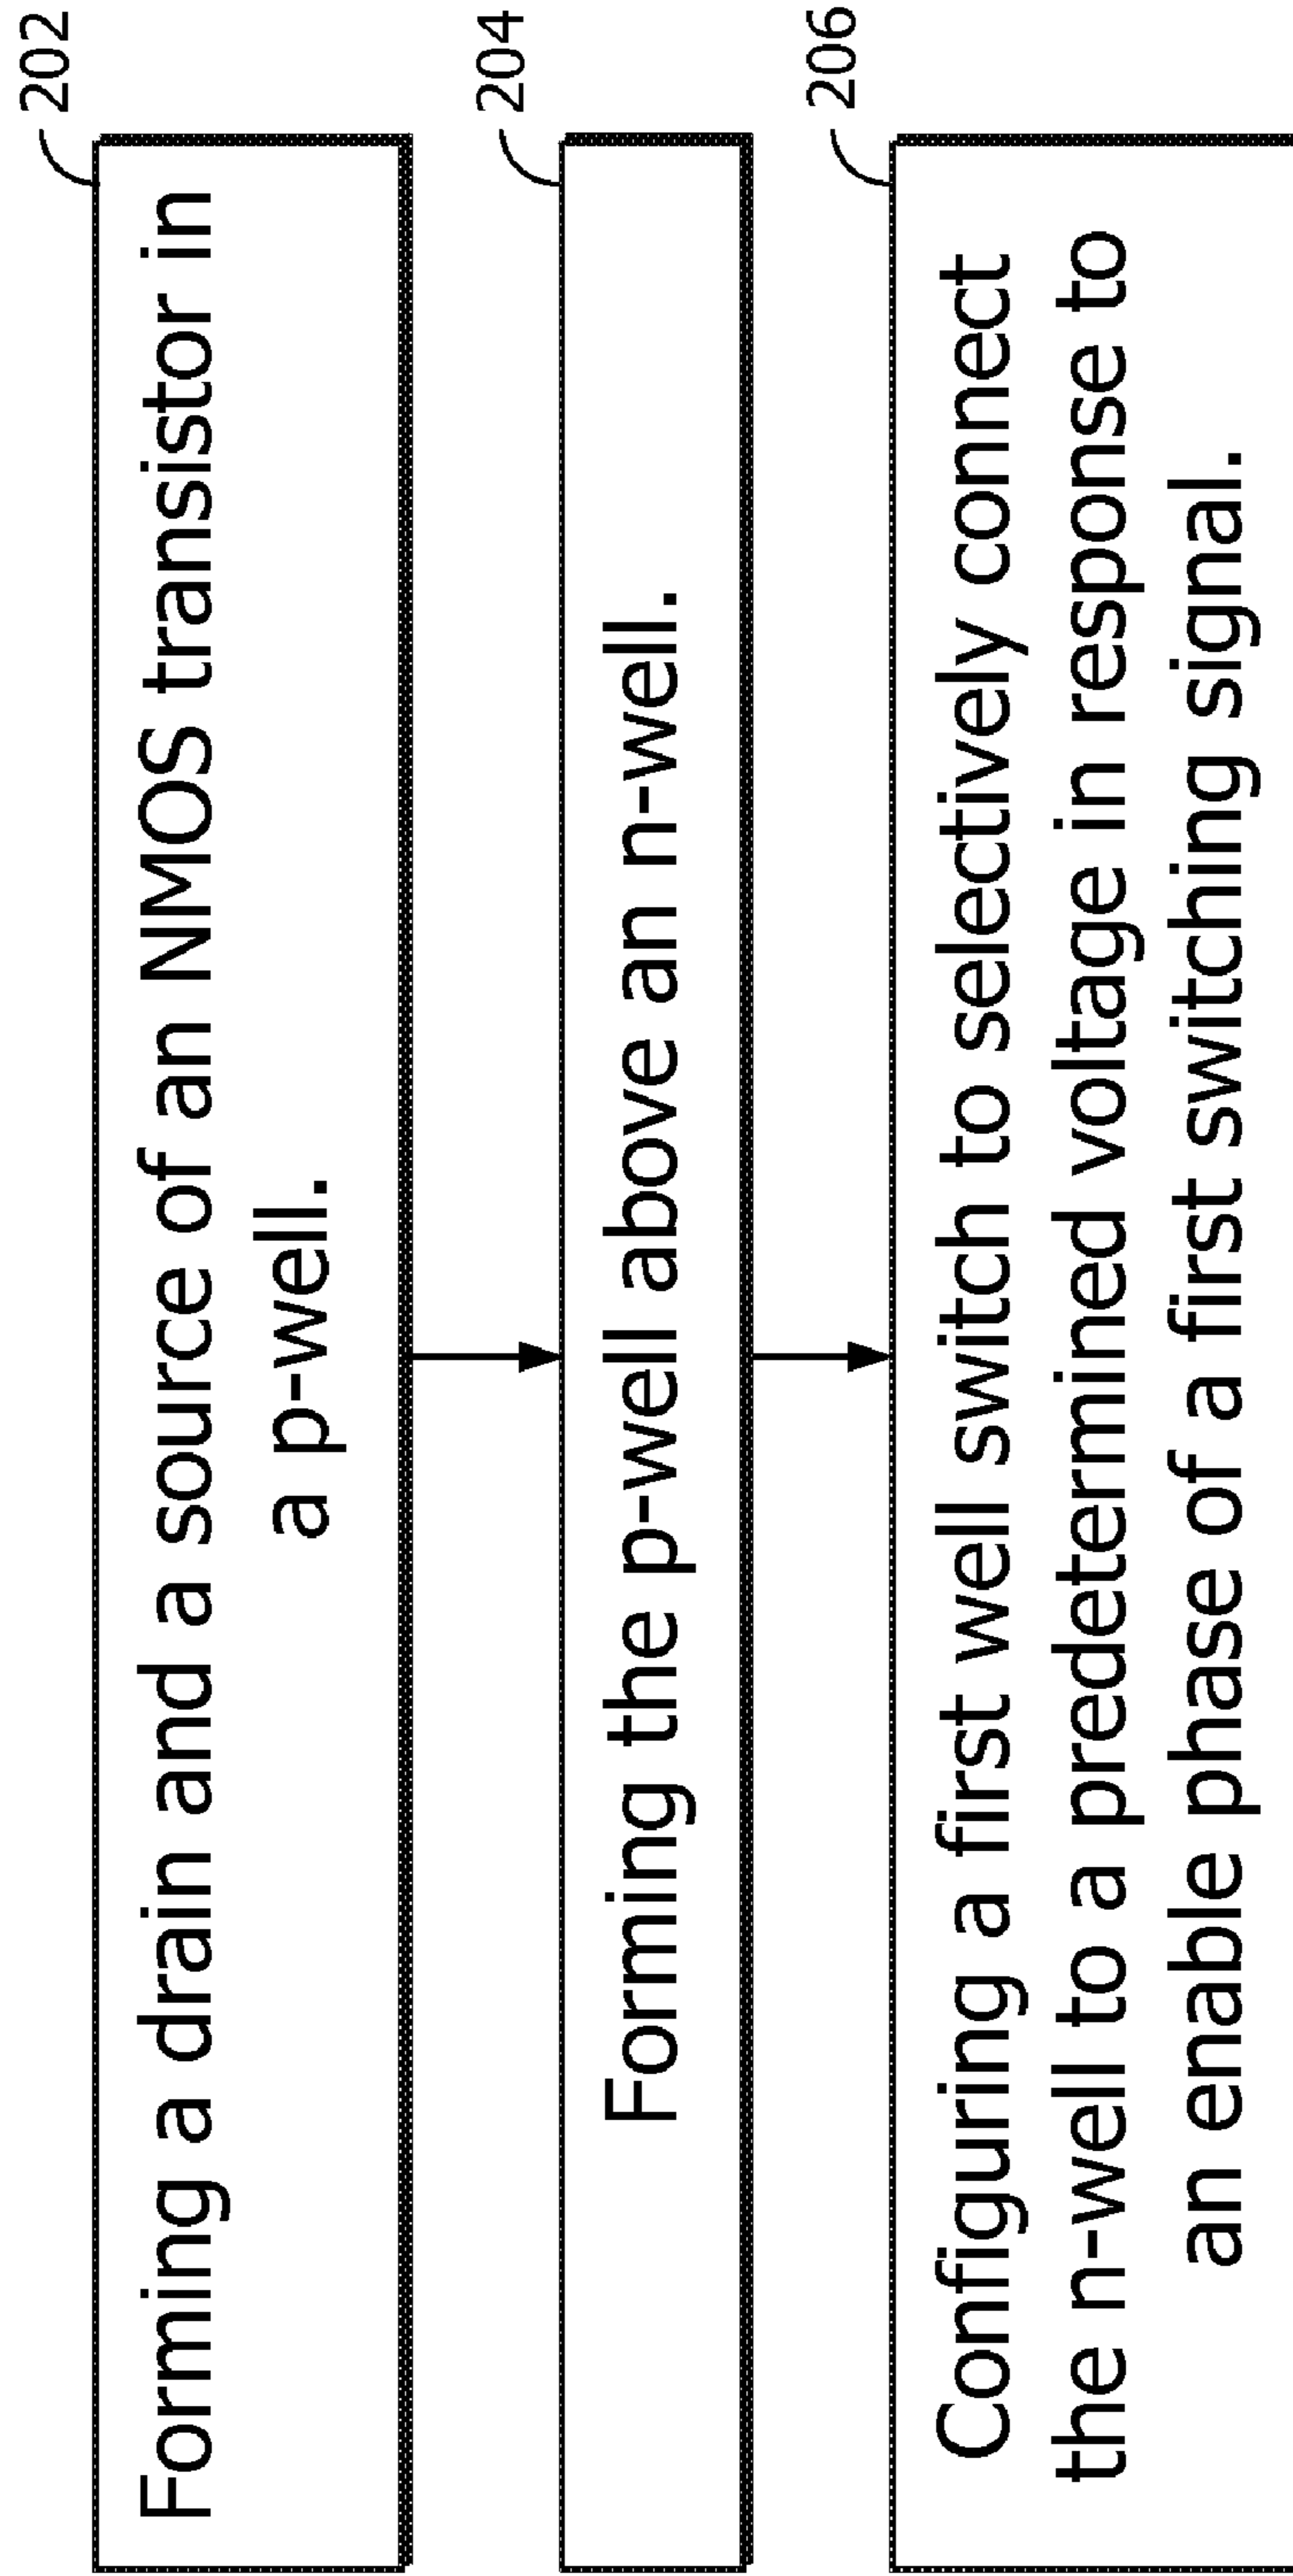 202
Forming a drain and a source of an NMOS transistor in
a p-well.
204
Forming the p-well above an n-well.
206
Configuring a first well switch to selectively connect
the n-well to a predetermined voltage in response to
an enable phase of a first switching signal.